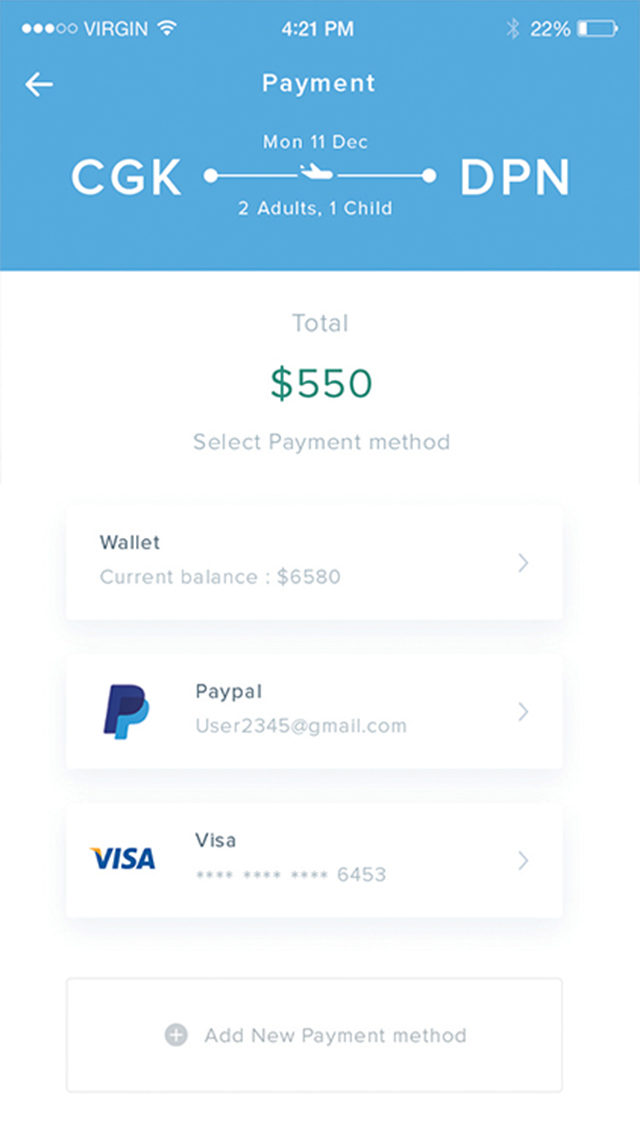 VIRGIN 4:21 PM 22%
Payment
Mon 11 Dec
CGK DPN
2 Adults, 1 Child
Total
$550
Select Payment method
Wallet
Current balance : $6580
Paypal
User2345@gmail.com
VISA
Visa
**** **** **** 6453
Add New Payment method